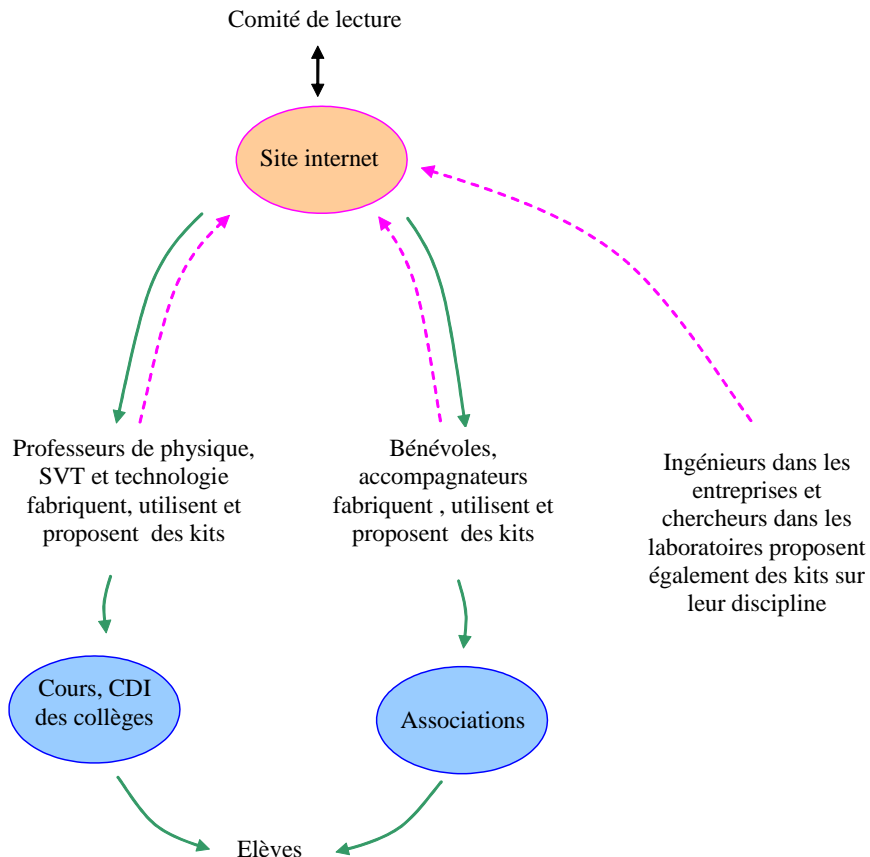 Comité de lecture
Site internet
Professeurs de physique,
SVT et technologie
fabriquent, utilisent et
proposent des kits
Bénévoles,
accompagnateurs
fabriquent , utilisent et
proposent des kits
Ingénieurs dans les
entreprises et
chercheurs dans les
laboratoires proposent
également des kits sur
leur discipline
Cours, CDI
des collèges
Associations
Elèves